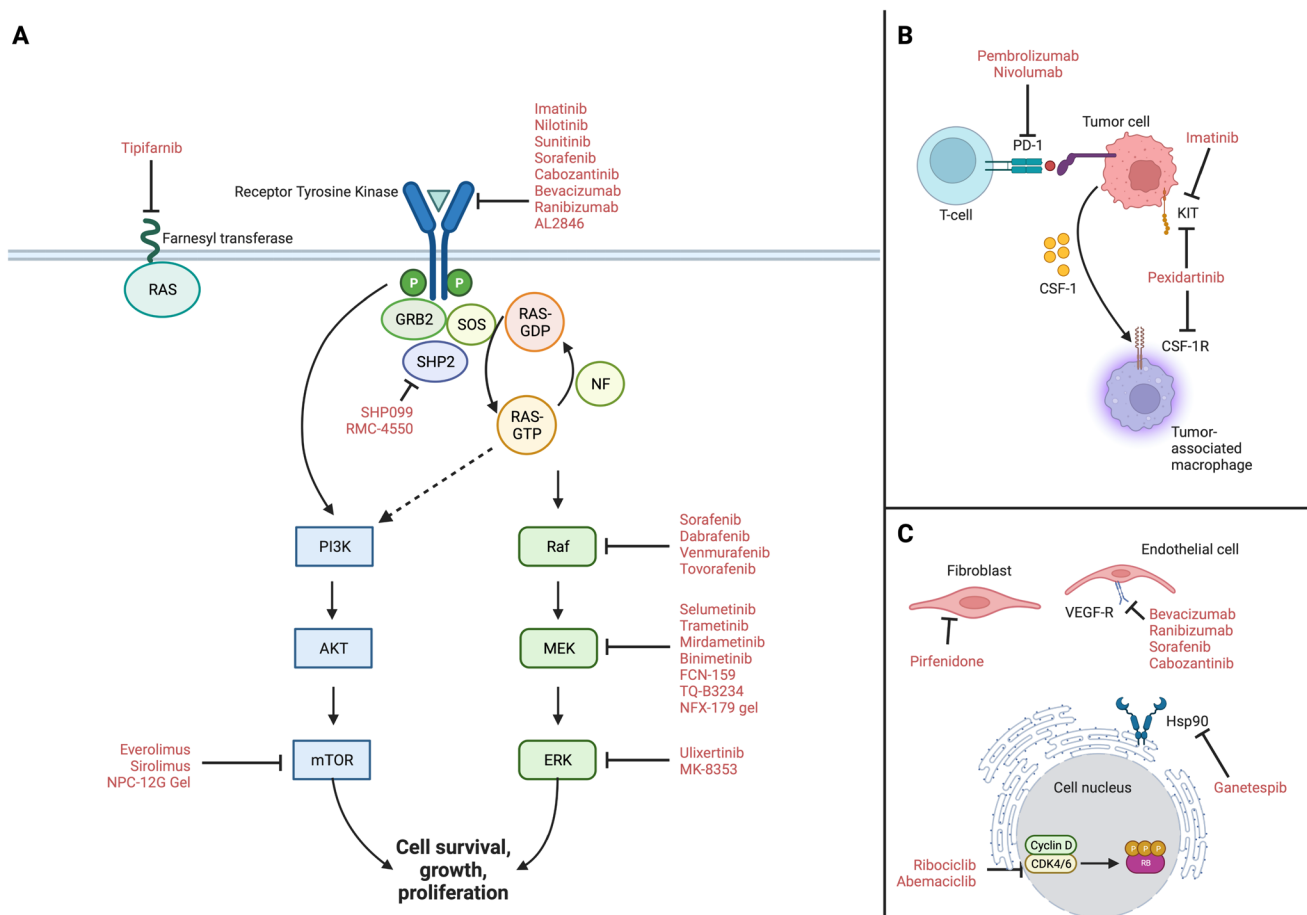 A
Tipifarnib
Farnesyl transferase
RAS
Receptor Tyrosine Kinase
Imatinib
Nilotinib
Sunitinib
Sorafenib
Cabozantinib
Bevacizumab
Ranibizumab
AL2846
P
P
GRB2
SOS
RAS-
GDP
SHP2
NF
SHP099
RMC-4550
RAS-
GTP
PI3K
Raf
Sorafenib
Dabrafenib
Venmurafenib
Tovorafenib
AKT
MEK
Selumetinib
Trametinib
Mirdametinib
Binimetinib
FCN-159
TQ-B3234
NFX-179 gel
Everolimus
Sirolimus
NPC-12G Gel
mTOR
ERK
Ulixertinib
MK-8353
Cell survival,
growth,
proliferation
B
Pembrolizumab
Nivolumab
Tumor cell
PD-1
Imatinib
T-cell
KIT
CSF-1
Pexidartinib
CSF-1R
Tumor-
associated
macrophage
C
Endothelial cell
Fibroblast
VEGF-R
Bevacizumab
Ranibizumab
Sorafenib
Cabozantinib
Pirfenidone
Hsp90
Cell nucleus
Ganetespib
Ribociclib
Abemaciclib
Cyclin D
CDK4/6
P P P
RB